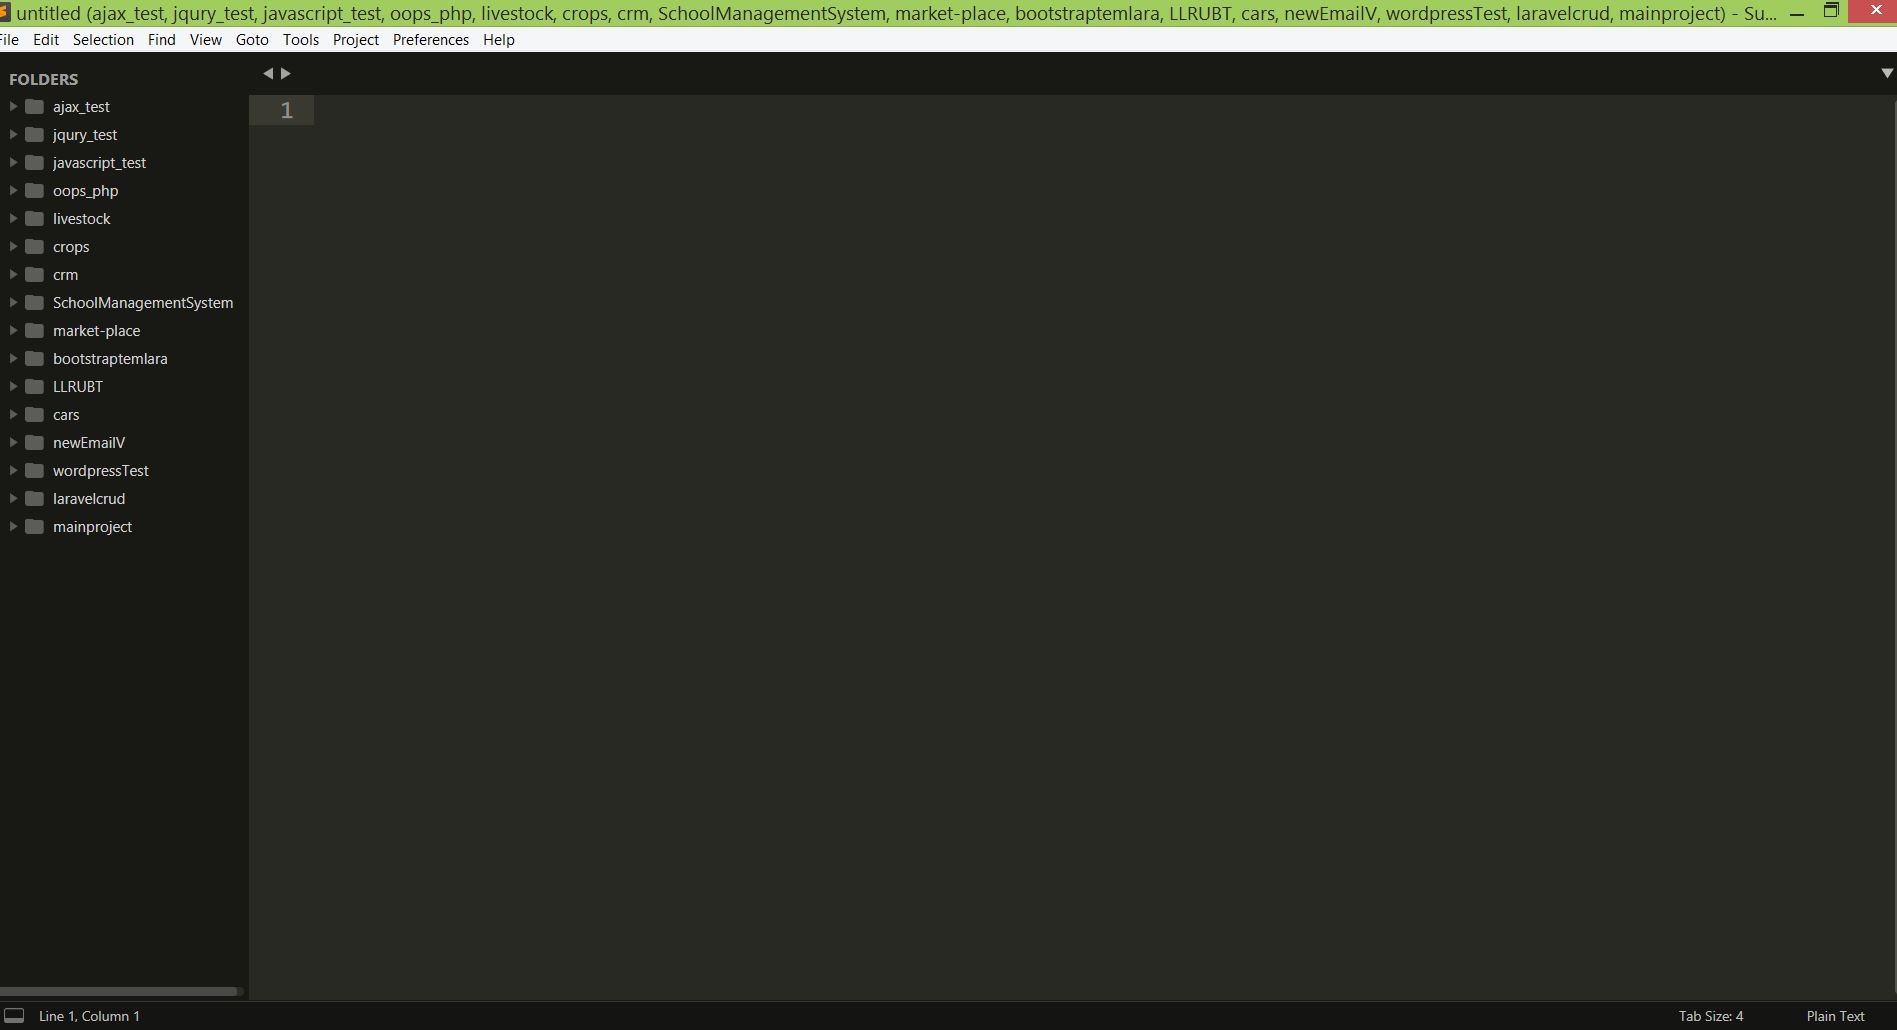 untitled (ajax_test, jqury_test, javascript_test, oops_php, livestock, crops, crm, SchoolManagementSystem, market-place, bootstraptemlara, LLRUBT, cars, newEmailV, wordpressTest, laravelcrud, mainproject) - Su...
File Edit Selection Find View Goto Tools Project Preferences Help
FOLDERS
ajax_test
1
jqury_test
javascript_test
oops_php
livestock
crops
crm
SchoolManagementSystem
market-place
bootstraptemlara
LLRUBT
cars
newEmailV
wordpressTest
laravelcrud
mainproject
Line 1, Column 1 Tab Size: 4 Plain Text